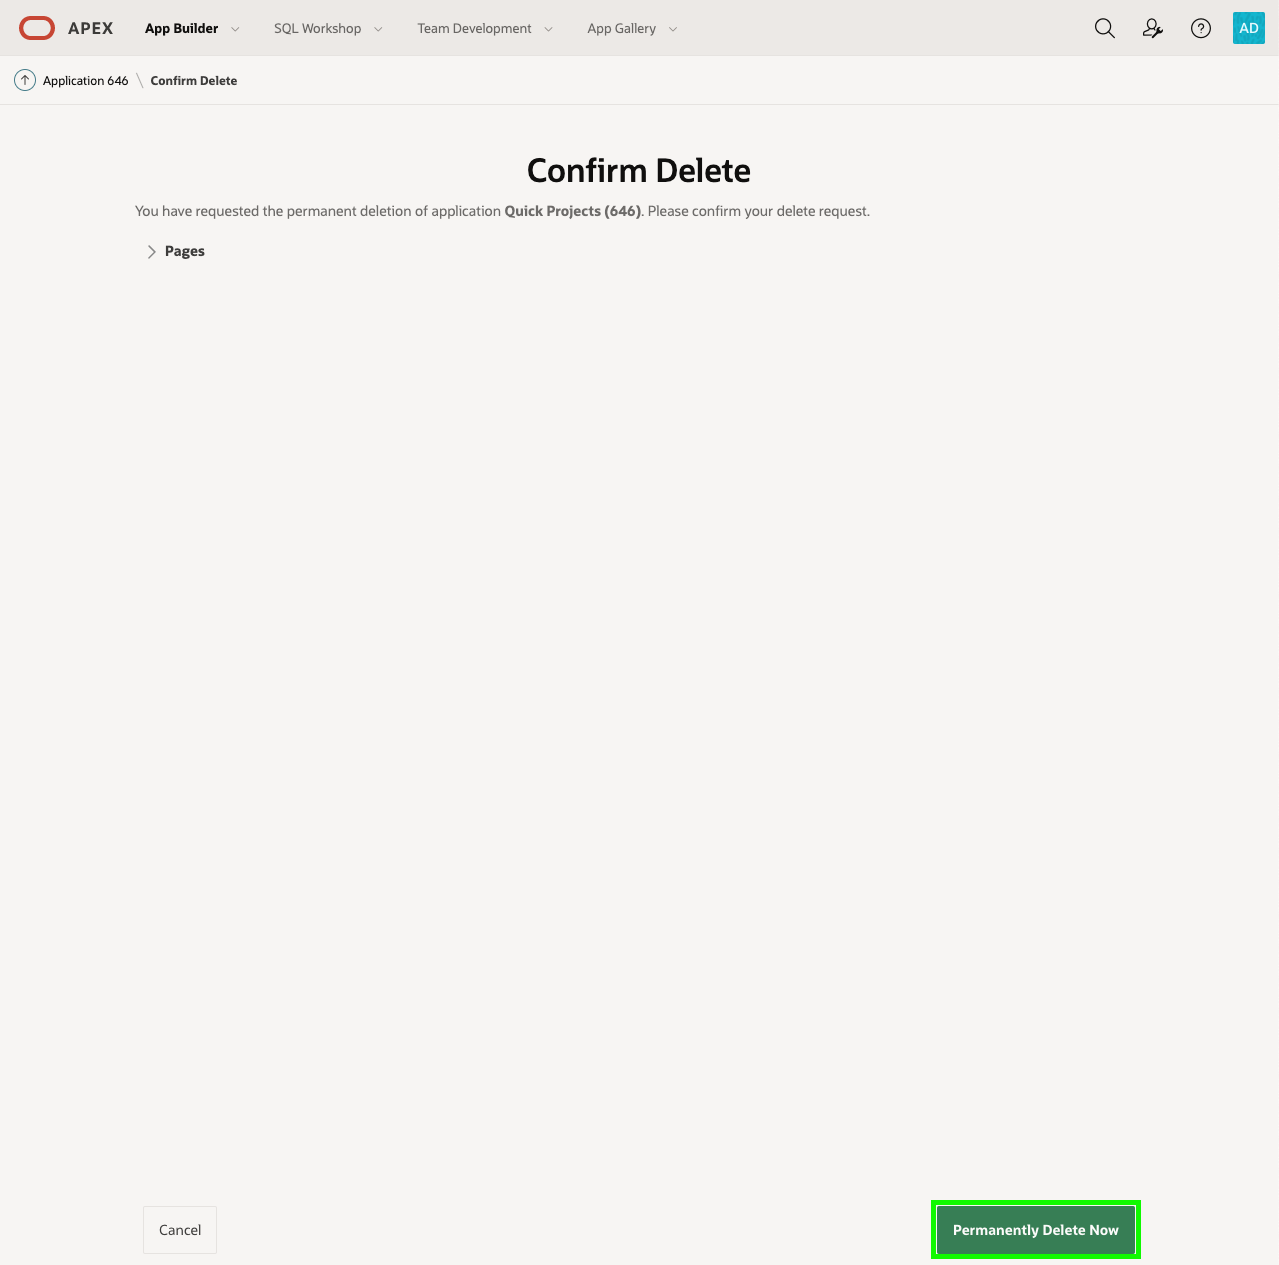 APEX App Builder SQL Workshop Team Development App Gallery ? AD
Application 646 \ Confirm Delete
Confirm Delete
You have requested the permanent deletion of application Quick Projects (646). Please confirm your delete request.
Pages
Cancel Permanently Delete Now